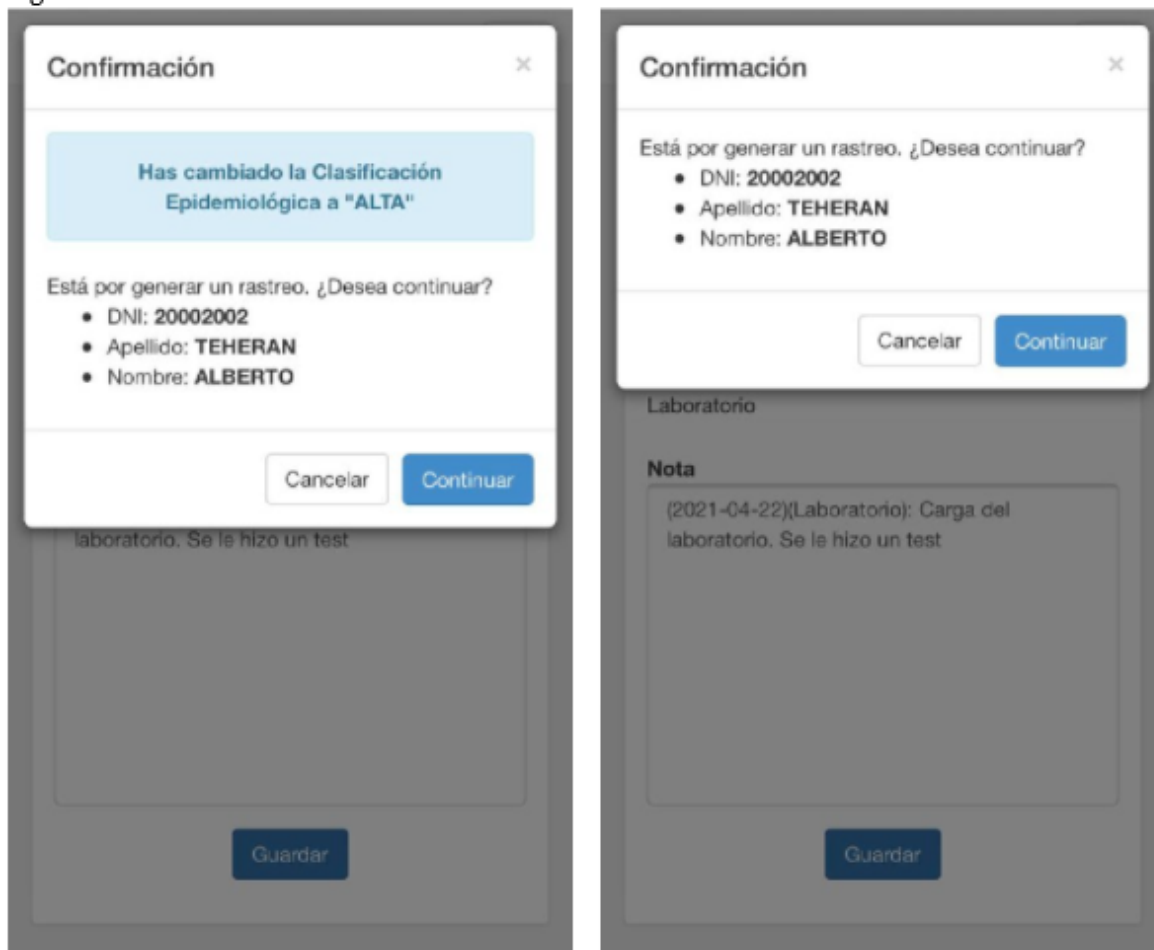 Confirmación ×
Has cambiado la Clasificación
Epidemiológica a "ALTA"
Está por generar un rastreo. ¿Desea continuar?
• DNI: 20002002
• Apellido: TEHERAN
• Nombre: ALBERTO
Cancelar Continuar
laboratorio. Se le hizo un test
Guardar
Confirmación ×
Está por generar un rastreo. ¿Desea continuar?
• DNI: 20002002
• Apellido: TEHERAN
• Nombre: ALBERTO
Cancelar Continuar
Laboratorio
Nota
(2021-04-22)(Laboratorio): Carga del
laboratorio. Se le hizo un test
Guardar